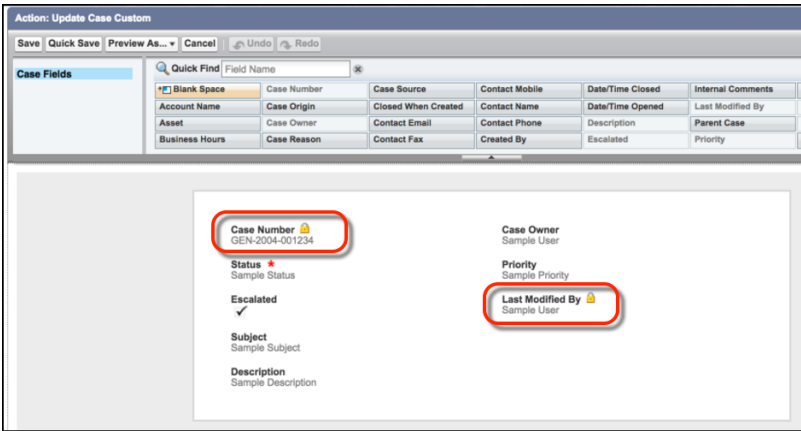 Action: Update Case Custom
Save Quick Save Preview As... Cancel Undo Redo
Case Fields
Quick Find Field Name
Blank Space Case Number Case Source Contact Mobile Date/Time Closed Internal Comments
Account Name Case Origin Closed When Created Contact Name Date/Time Opened Last Modified By
Asset Case Owner Contact Email Contact Phone Description Parent Case
Business Hours Case Reason Contact Fax Created By Escalated Priority
Case Number Case Owner
GEN-2004-001234 Sample User
Status * Priority
Sample Status Sample Priority
Escalated Last Modified By
Sample User
Subject
Sample Subject
Description
Sample Description